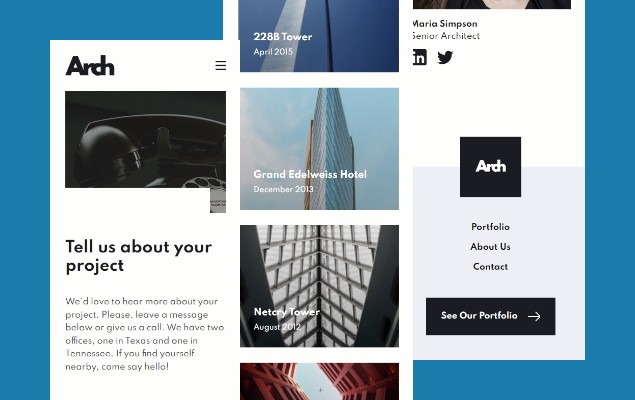 Arch
Tell us about your
project
We'd love to hear more about your
project. Please, leave a message
below or give us a call. We have two
offices, one in Texas and one in
Tennessee. If you find yourself
nearby, come say hello!
228B Tower
April 2015
Grand Edelweiss Hotel
December 2013
Netcry Tower
August 2012
Maria Simpson
Senior Architect
in
Arch
Portfolio
About Us
Contact
See Our Portfolio